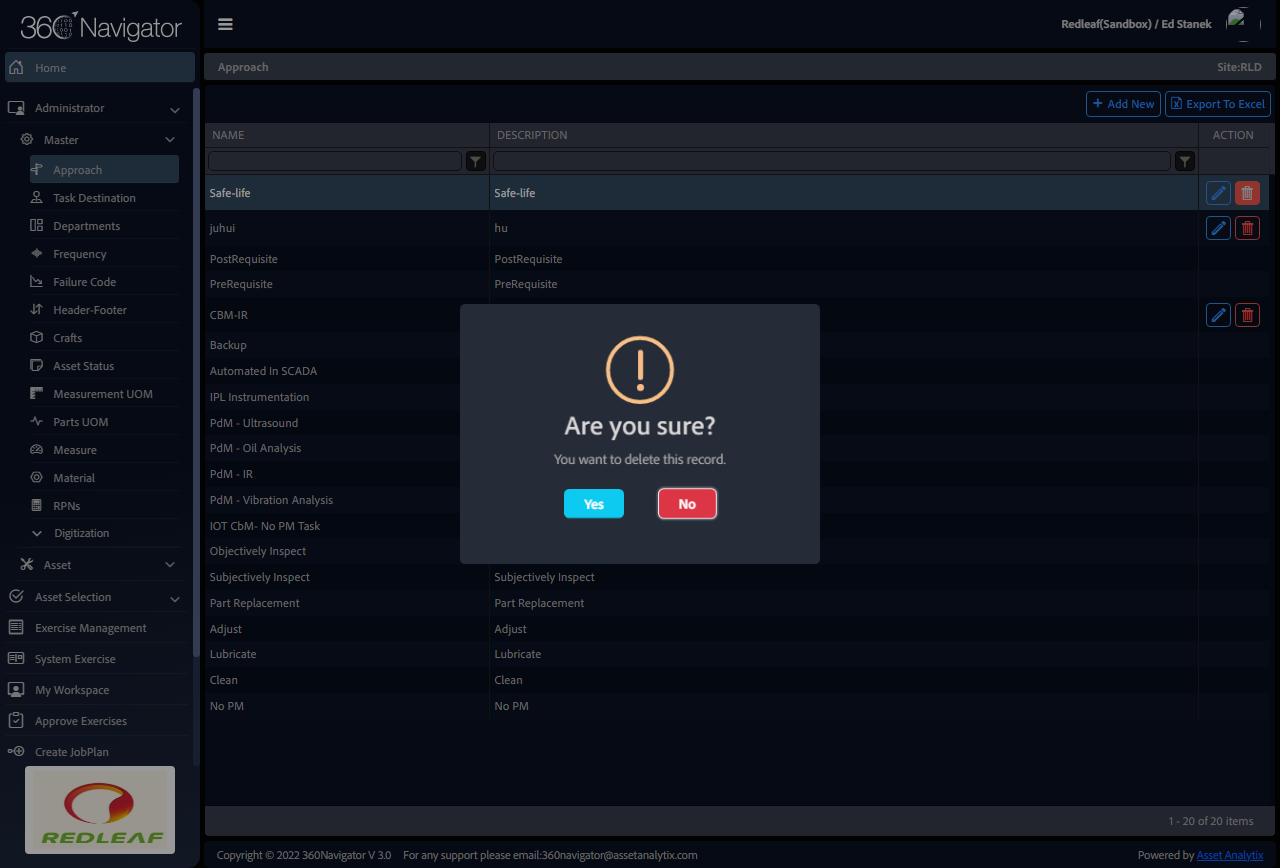 360 Navigator
Redleaf(Sandbox) / Ed Stanek
Home
Approach
Site:RLD
Administrator
Add New
Export To Excel
Master
NAME
DESCRIPTION
ACTION
Approach
Task Destination
Safe-life
Safe-life
Departments
juhui
hu
Frequency
PostRequisite
PostRequisite
Failure Code
PreRequisite
PreRequisite
Header-Footer
CBM-IR
Crafts
Backup
Asset Status
Automated In SCADA
Measurement UOM
IPL Instrumentation
Parts UOM
PdM - Ultrasound
Are you sure?
Measure
PdM - Oil Analysis
You want to delete this record.
Material
PdM - IR
RPNs
PdM - Vibration Analysis
Yes
No
Digitization
IOT CbM- No PM Task
Asset
Objectively Inspect
Subjectively Inspect
Subjectively Inspect
Asset Selection
Part Replacement
Part Replacement
Exercise Management
Adjust
Adjust
System Exercise
Lubricate
Lubricate
My Workspace
Clean
Clean
Approve Exercises
No PM
No PM
Create JobPlan
REDLEAF
1 - 20 of 20 items
Copyright © 2022 360Navigator V 3.0
For any support please email:360navigator@assetanalytix.com
Powered by Asset Analytix